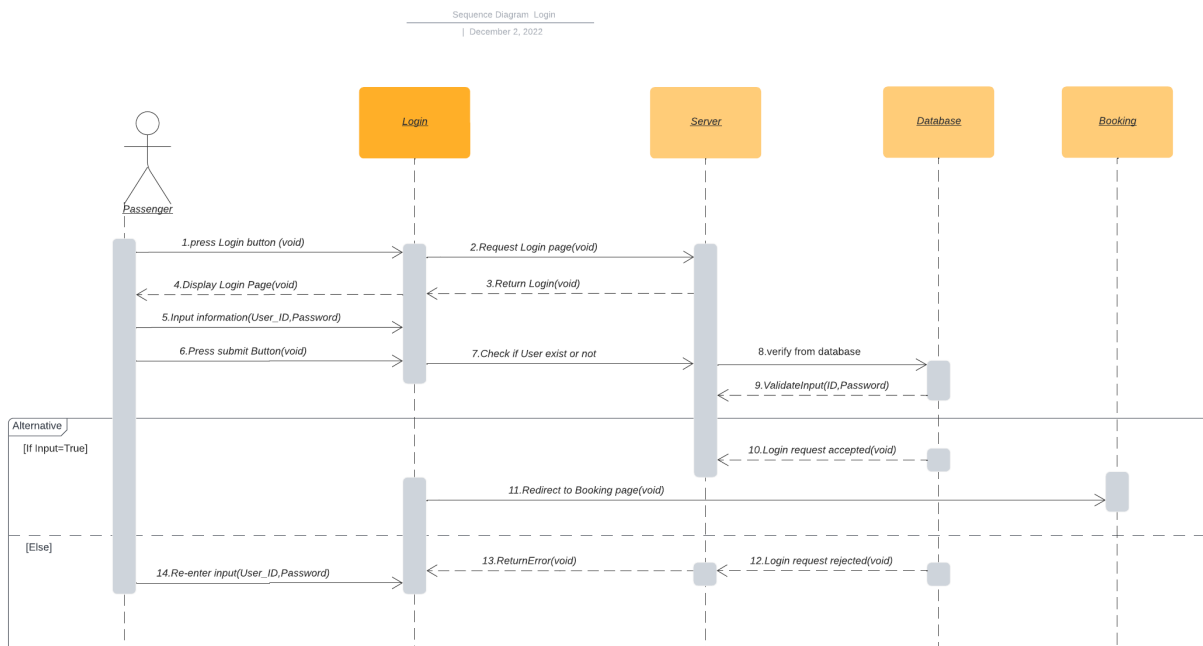 Sequence Diagram Login
| December 2, 2022
Login
Server
Database
Booking
Passenger
1.press Login button (void)
2.Request Login page(void)
3.Return Login(void)
4.Display Login Page(void)
5.Input information(User_ID,Password)
6.Press submit Button(void)
7.Check if User exist or not
8.verify from database
9.ValidateInput(ID,Password)
Alternative
[If Input=True]
10.Login request accepted(void)
11.Redirect to Booking page(void)
[Else]
12.Login request rejected(void)
13.ReturnError(void)
14.Re-enter input(User_ID,Password)